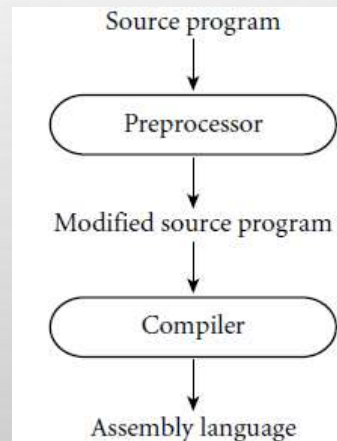 Source program
Preprocessor
Modified source program
Compiler
Assembly language